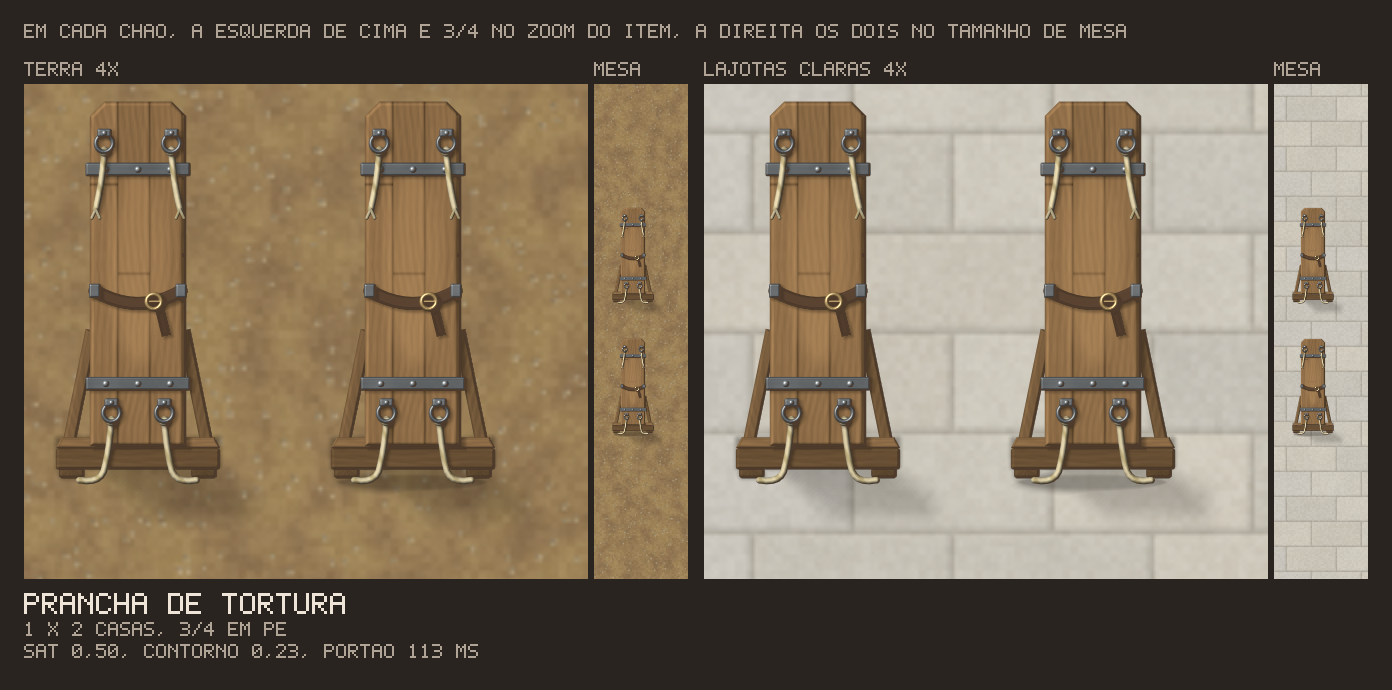 EM CADA CHAO, A ESQUERDA DE CIMA E 3/4 NO ZOOM DO ITEM, A DIREITA OS DOIS NO TAMANHO DE MESA
TERRA 4X
MESA
LAJOTAS CLARAS 4X
MESA
PRANCHA DE TORTURA
1 X 2 CASAS, 3/4 EM PE
SAT 0,50, CONTORNO 0,23, PORTAO 113 MS